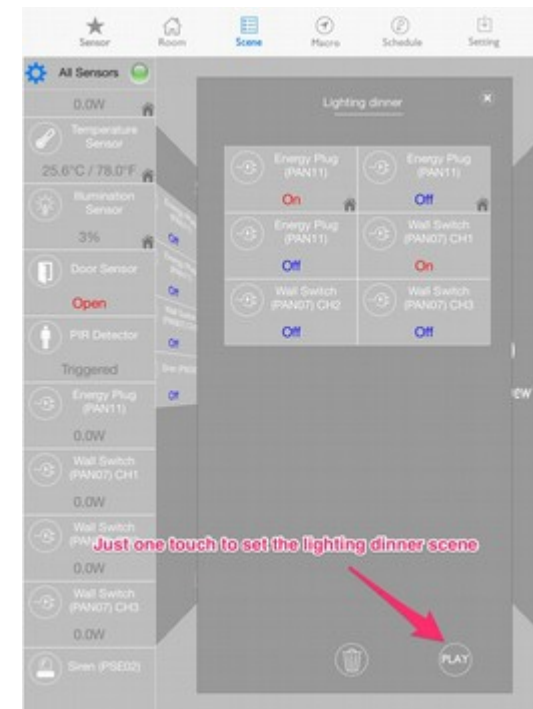 Sensor
Room
Scene
Macro
Schedule
Setting
All Sensors
0.0W
Temperature
Sensor
25.6°C / 78.0°F
Illumination
Sensor
3%
Door Sensor
Open
PIR Detector
Triggered
Energy Plug
(PAN11)
0.0W
Wall Switch
(PAN07) CH1
0.0W
Wall Switch
0.0W
Wall Switch
(PAN07) CH3
0.0W
Siren (PSE02)
On
Off
Off
Off
Lighting dinner
Energy Plug
(PAN11)
On
Energy Plug
(PAN11)
Off
Energy Plug
(PAN11)
Off
Wall Switch
(PAN07) CH1
On
Wall Switch
(PAN07) CH2
Off
Wall Switch
(PAN07) CH3
Off
Just one touch to set the lighting dinner scene
PLAY